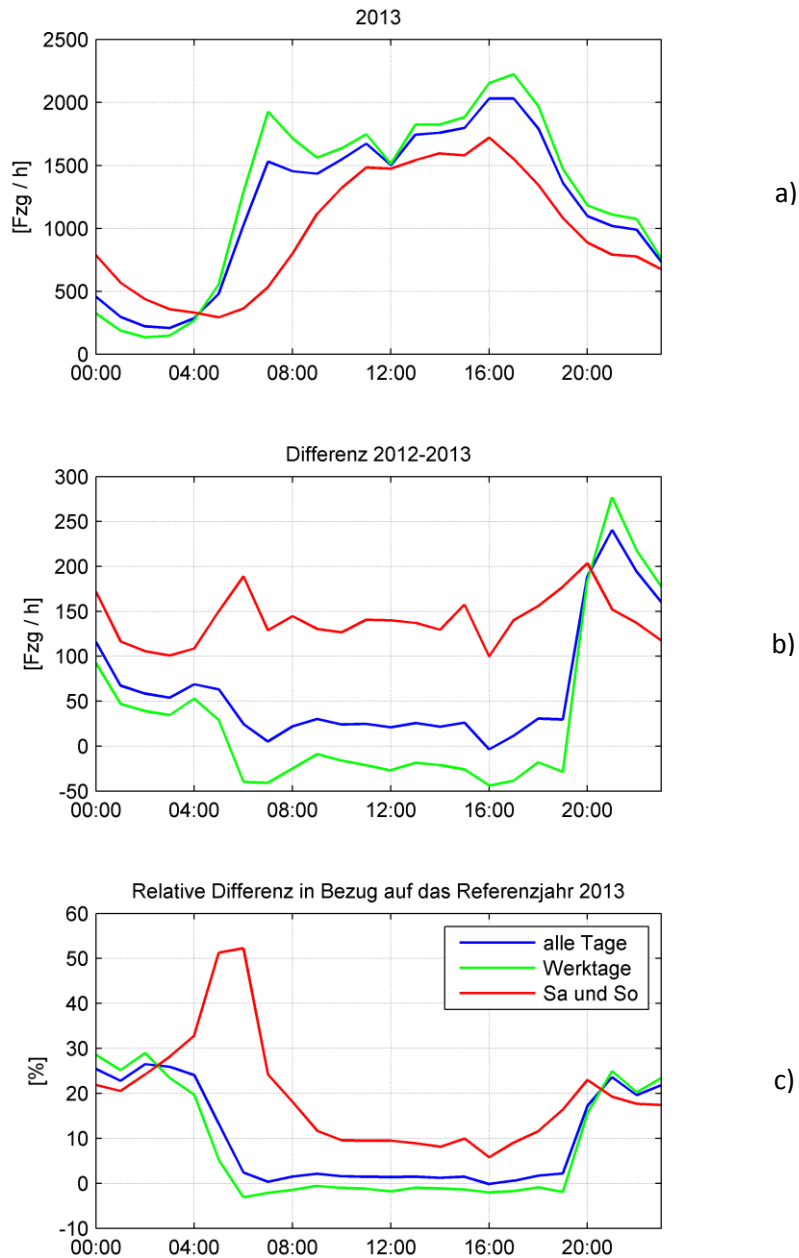 2013
[Fzg / h]
2500
2000
1500
1000
500
0
00:00 04:00 08:00 12:00 16:00 20:00
a)
Differenz 2012-2013
[Fzg / h]
300
250
200
150
100
50
0
-50
00:00 04:00 08:00 12:00 16:00 20:00
b)
Relative Differenz in Bezug auf das Referenzjahr 2013
[%]
60
50
40
30
20
10
0
-10
00:00 04:00 08:00 12:00 16:00 20:00
alle Tage
Werktage
Sa und So
c)